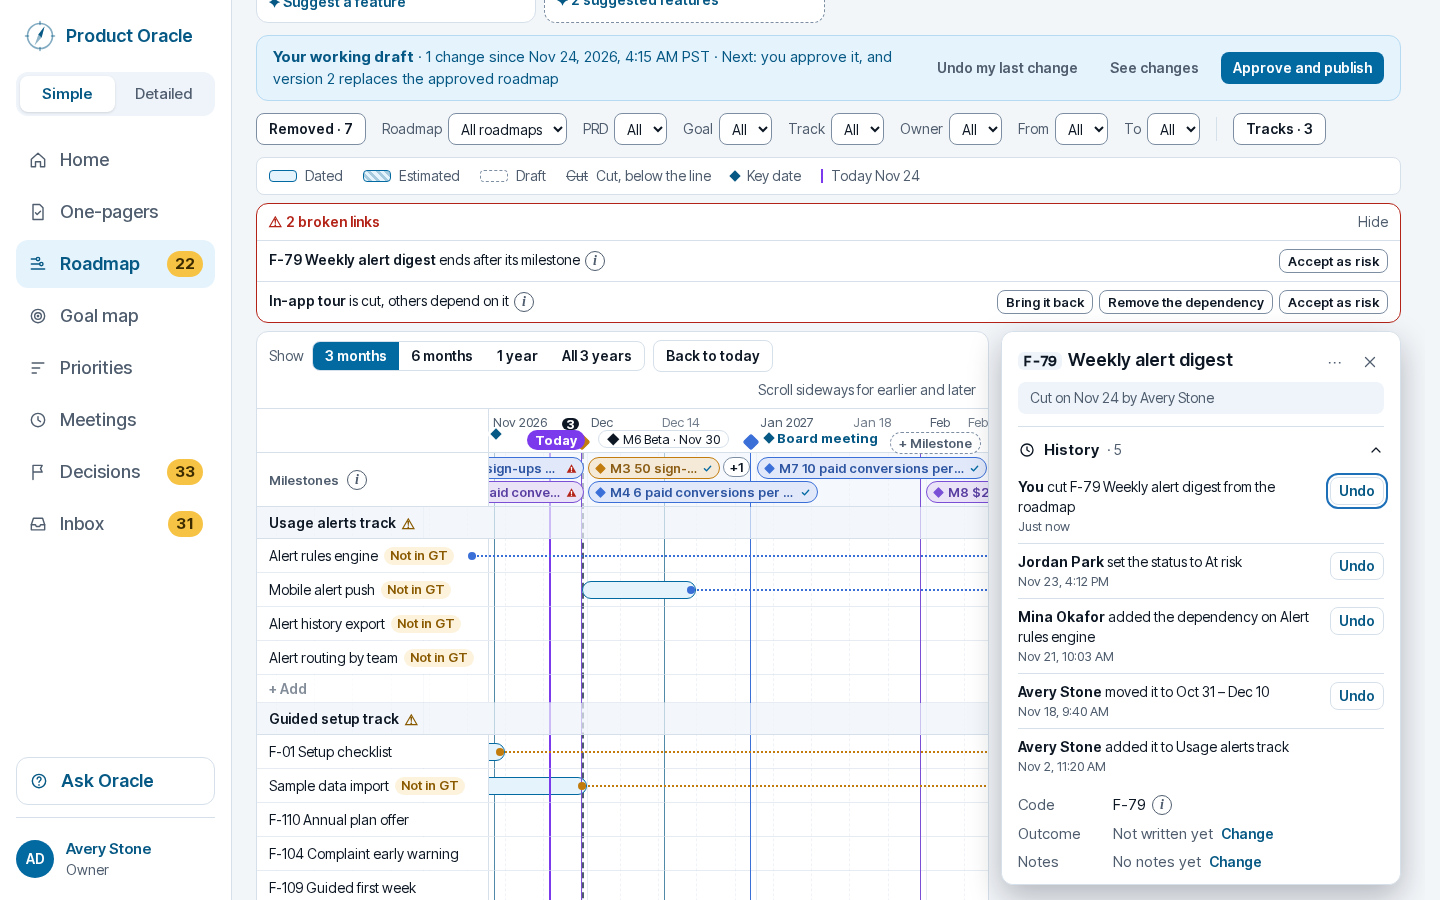 Product Oracle
Simple
Detailed
Home
One-pagers
Roadmap
22
Goal map
Priorities
Meetings
Decisions
33
Inbox
31
Ask Oracle
AD
Avery Stone
Owner
Suggest a feature
2 suggested features
Your working draft · 1 change since Nov 24, 2026, 4:15 AM PST · Next: you approve it, and
version 2 replaces the approved roadmap
Undo my last change
See changes
Approve and publish
Removed · 7
Roadmap
All roadmaps
PRD
All
Goal
All
Track
All
Owner
All
From
All
To
All
Tracks · 3
Dated
Estimated
Draft
Cut
Cut, below the line
Key date
Today Nov 24
2 broken links
Hide
F-79 Weekly alert digest ends after its milestone
Accept as risk
In-app tour is cut, others depend on it
Bring it back
Remove the dependency
Accept as risk
Show
3 months
6 months
1 year
All 3 years
Back to today
Scroll sideways for earlier and later
Nov 2026
3
Dec
Dec 14
Jan 2027
Jan 18
Feb
Feb
Today
M6 Beta · Nov 30
Board meeting
+ Milestone
Milestones
sign-ups ...
M3 50 sign-...
+1
M7 10 paid conversions per...
aid conve...
M4 6 paid conversions per ...
M8 $2
Usage alerts track
Alert rules engine
Not in GT
Mobile alert push
Not in GT
Alert history export
Not in GT
Alert routing by team
Not in GT
+ Add
Guided setup track
F-01 Setup checklist
Sample data import
Not in GT
F-110 Annual plan offer
F-104 Complaint early warning
F-109 Guided first week
F-79
Weekly alert digest
Cut on Nov 24 by Avery Stone
History · 5
You cut F-79 Weekly alert digest from the
roadmap
Just now
Undo
Jordan Park set the status to At risk
Nov 23, 4:12 PM
Undo
Mina Okafor added the dependency on Alert
rules engine
Nov 21, 10:03 AM
Undo
Avery Stone moved it to Oct 31 – Dec 10
Nov 18, 9:40 AM
Undo
Avery Stone added it to Usage alerts track
Nov 2, 11:20 AM
Code
F-79
Outcome
Not written yet
Change
Notes
No notes yet
Change